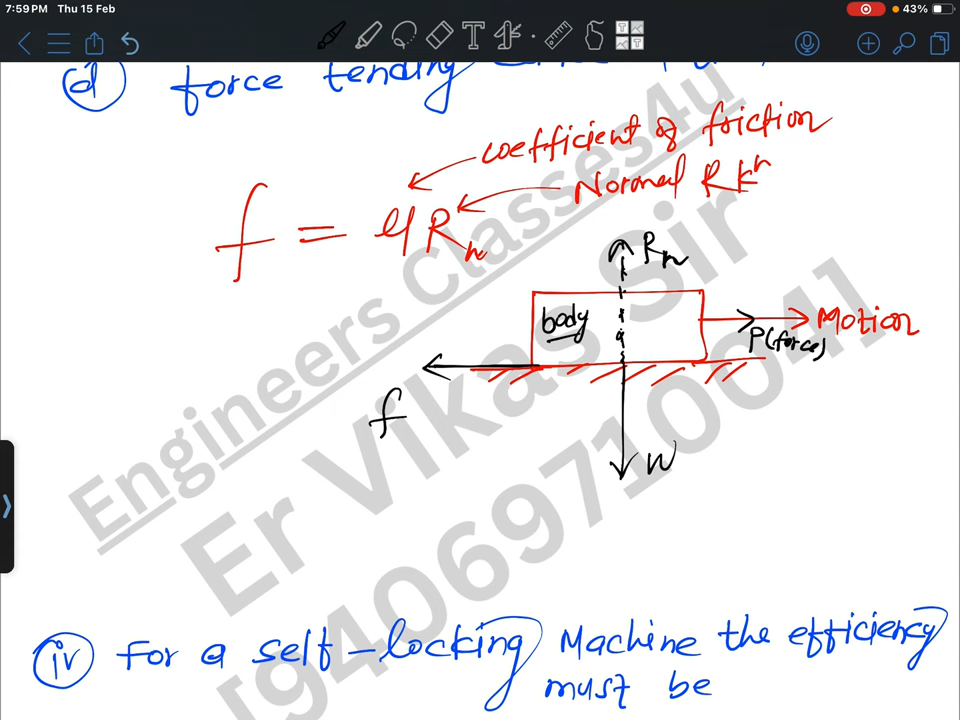 7:59 PM Thu 15 Feb
43%
(d) force tending
coefficient of friction
Normal RKⁿ
f = μRn
Rn
body
Motion
P(force)
f
W
Engineers Classes4u
Er Vikas Sir
[9406971004]
(iv) For a self-locking Machine the efficiency
must be